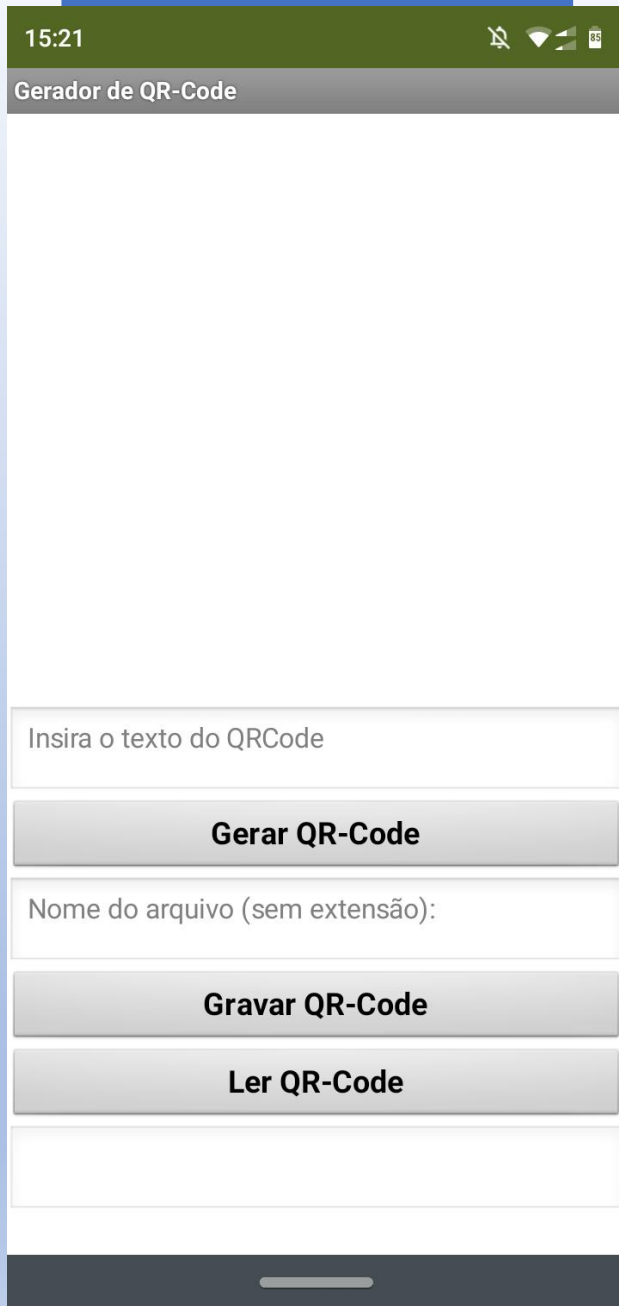 15:21
85
Gerador de QR-Code
Insira o texto do QRCode
Gerar QR-Code
Nome do arquivo (sem extensão):
Gravar QR-Code
Ler QR-Code